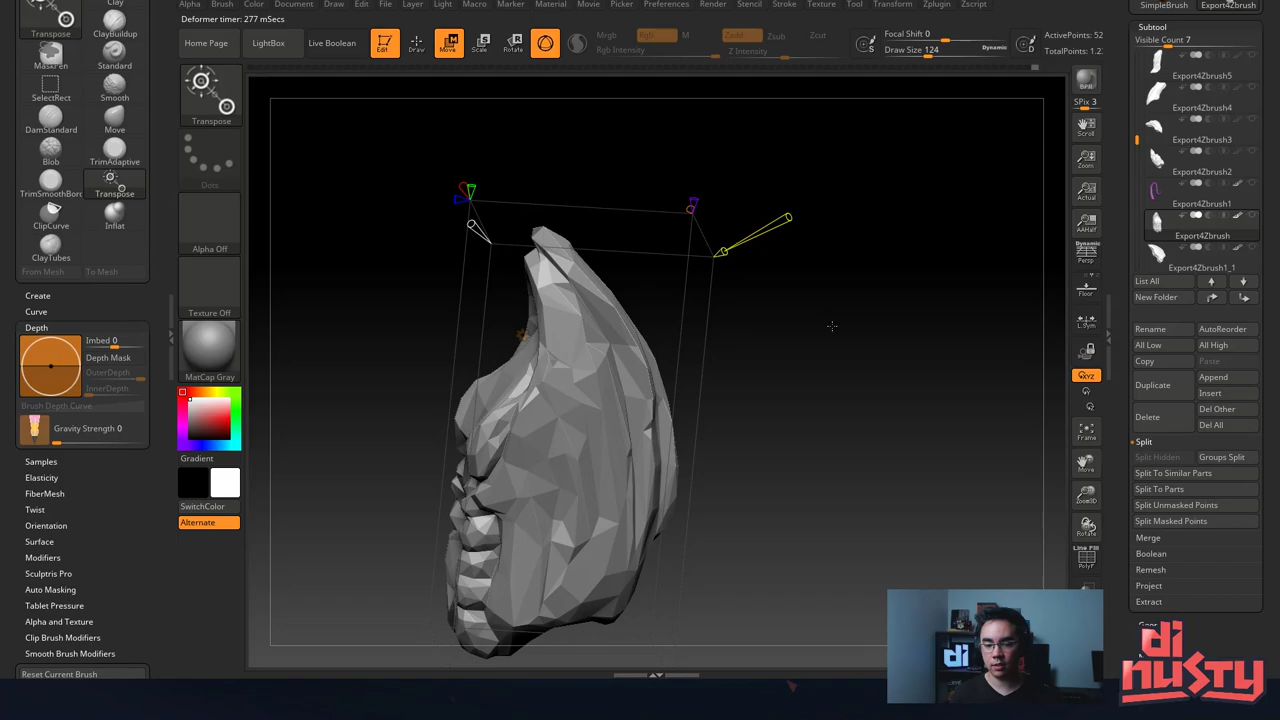 Alpha Brush Color Document Draw Edit File Layer Light Macro Marker Material Movie Picker Preferences Render Stencil Stroke Texture Tool Transform Zplugin Zscript
SimpleBrush Export4Zbrush
Deformer timer: 277 mSecs
Home Page LightBox Live Boolean Edit Draw Move Scale Rotate
Mrgb Rgb M
Rgb Intensity
Zadd Zsub Zcut
Z Intensity
Focal Shift 0
Draw Size 124 Dynamic
S D
ActivePoints: 52
TotalPoints: 1.2
Clay
Transpose ClayBuildup
MaskPen Standard
SelectRect Smooth
DamStandard Move
Blob TrimAdaptive
TrimSmoothBord Transpose
ClipCurve Inflat
ClayTubes
From Mesh To Mesh
Create
Curve
Depth
Imbed 0
Depth Mask
OuterDepth
InnerDepth
Brush Depth Curve
Gravity Strength 0
Samples
Elasticity
FiberMesh
Twist
Orientation
Surface
Modifiers
Sculptris Pro
Auto Masking
Tablet Pressure
Alpha and Texture
Clip Brush Modifiers
Smooth Brush Modifiers
Reset Current Brush
Transpose
Dots
Alpha Off
Texture Off
MatCap Gray
Gradient
SwitchColor
Alternate
BPR
SPix 3
Scroll
Zoom
Actual
AAHalf
Dynamic
Persp
Floor
L.Sym
XYZ
Frame
Move
Zoom3D
Rotate
Line Fill
PolyF
Subtool
Visible Count 7
Export4Zbrush5
Export4Zbrush4
Export4Zbrush3
Export4Zbrush2
Export4Zbrush1
Export4Zbrush
Export4Zbrush1_1
List All
New Folder
Rename AutoReorder
All Low All High
Copy Paste
Duplicate Append
Insert
Delete Del Other
Del All
Split
Split Hidden Groups Split
Split To Similar Parts
Split To Parts
Split Unmasked Points
Split Masked Points
Merge
Boolean
Remesh
Project
Extract
di
di
nusty